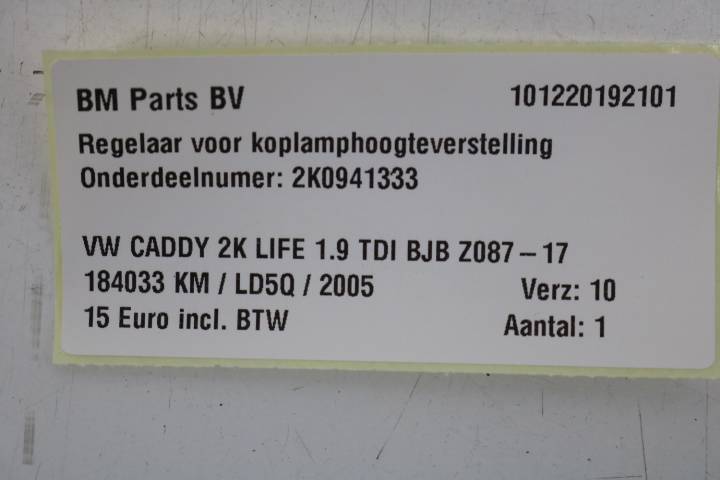 BM Parts BV 101220192101
Regelaar voor koplamphoogteverstelling
Onderdeelnumer: 2K0941333
VW CADDY 2K LIFE 1.9 TDI BJB Z087-17
184033 KM / LD5Q / 2005 Verz: 10
15 Euro incl. BTW Aantal: 1